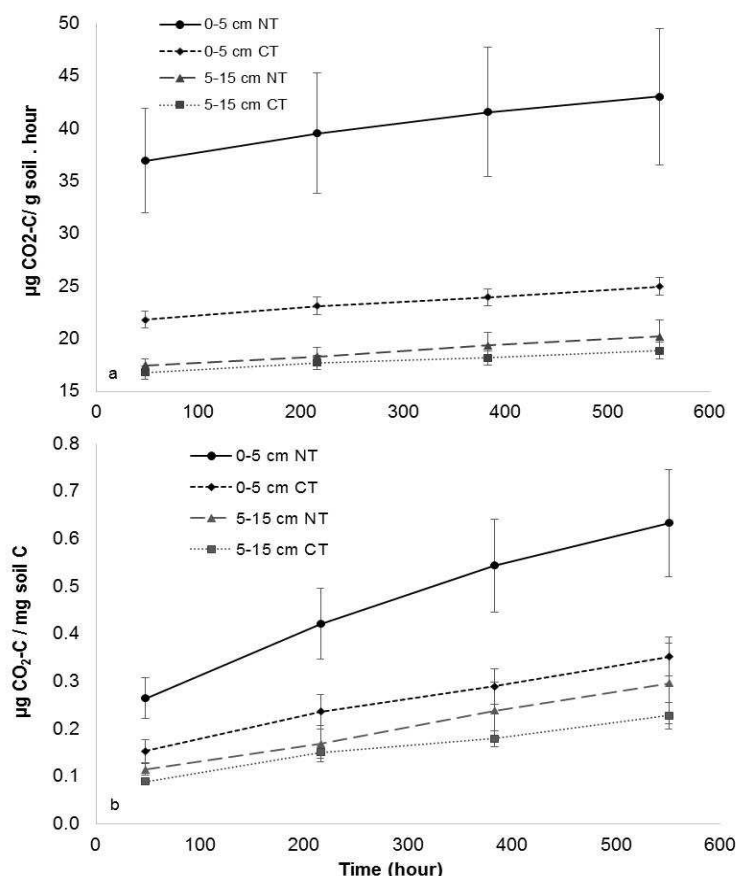 50
45
40
35
30
25
20
15
µg CO2-C/ g soil . hour
0-5 cm NT
0-5 cm CT
5-15 cm NT
5-15 cm CT
a
0 100 200 300 400 500 600
0.8
0.7
0.6
0.5
0.4
0.3
0.2
0.1
0.0
µg CO₂-C / mg soil C
0-5 cm NT
0-5 cm CT
5-15 cm NT
5-15 cm CT
b
0 100 200 300 400 500 600
Time (hour)